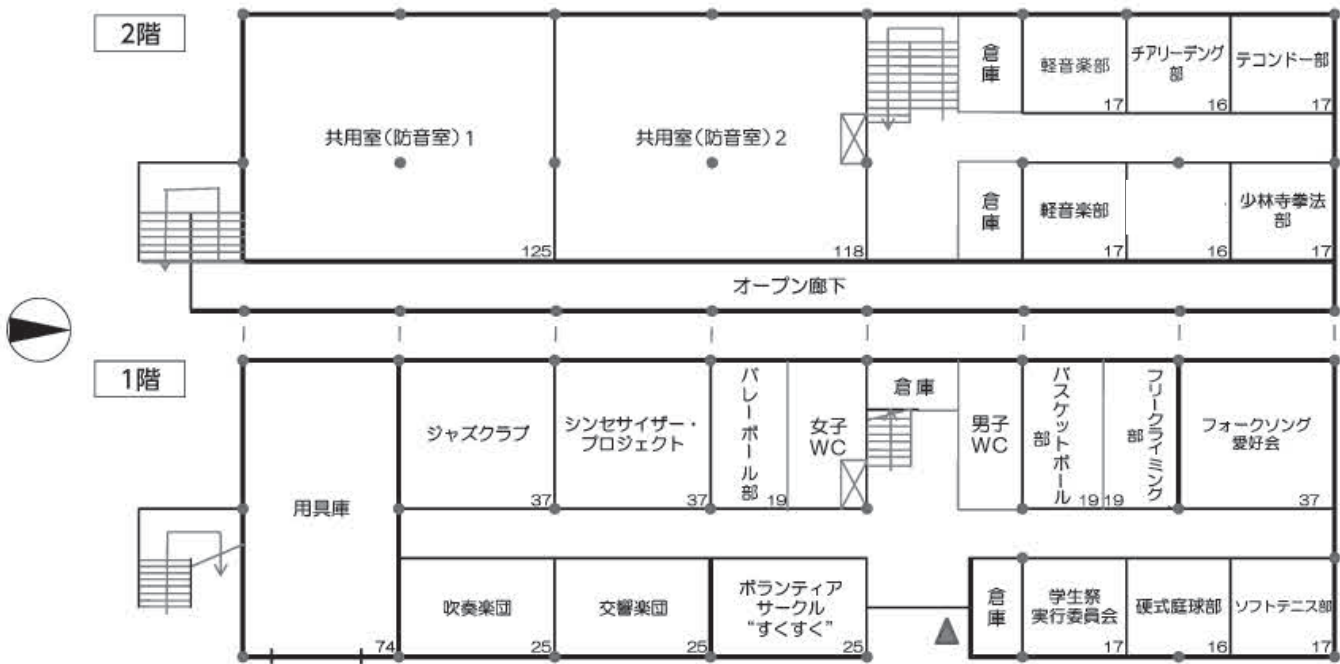 2階
共用室(防音室)1
125
共用室(防音室)2
118
倉庫
軽音楽部
17
チアリーデング
部
16
テコンドー部
17
倉庫
軽音楽部
17
16
少林寺拳法
部
17
オープン廊下
1階
用具庫
74
ジャズクラブ
37
シンセサイザー・
プロジェクト
37
バレーボール部
19
女子
WC
倉庫
男子
WC
バスケットボール
部
19
フリークライミング
部
19
フォークソング
愛好会
37
吹奏楽団
25
交響楽団
25
ボランティア
サークル
“すくすく”
25
倉庫
学生祭
実行委員会
17
硬式庭球部
16
ソフトテニス部
17